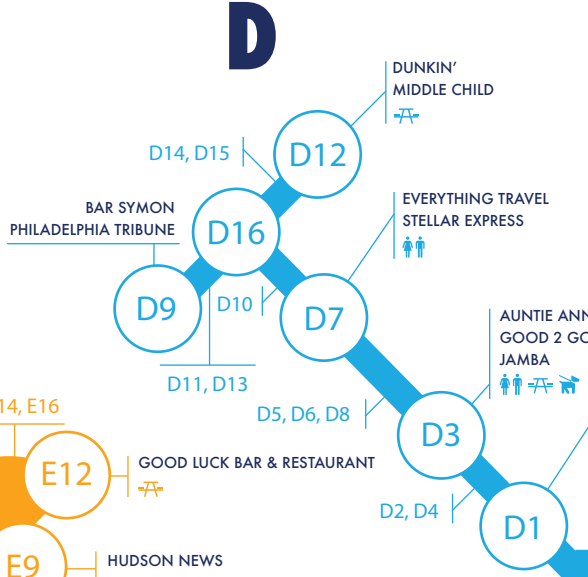 D
DUNKIN'
MIDDLE CHILD
D14, D15
D12
BAR SYMON
PHILADELPHIA TRIBUNE
D16
EVERYTHING TRAVEL
STELLAR EXPRESS
D9
D10
D7
D11, D13
AUNTIE ANN
GOOD 2 GO
JAMBA
D5, D6, D8
D3
14, E16
E12
GOOD LUCK BAR & RESTAURANT
D2, D4
D1
E9
HUDSON NEWS